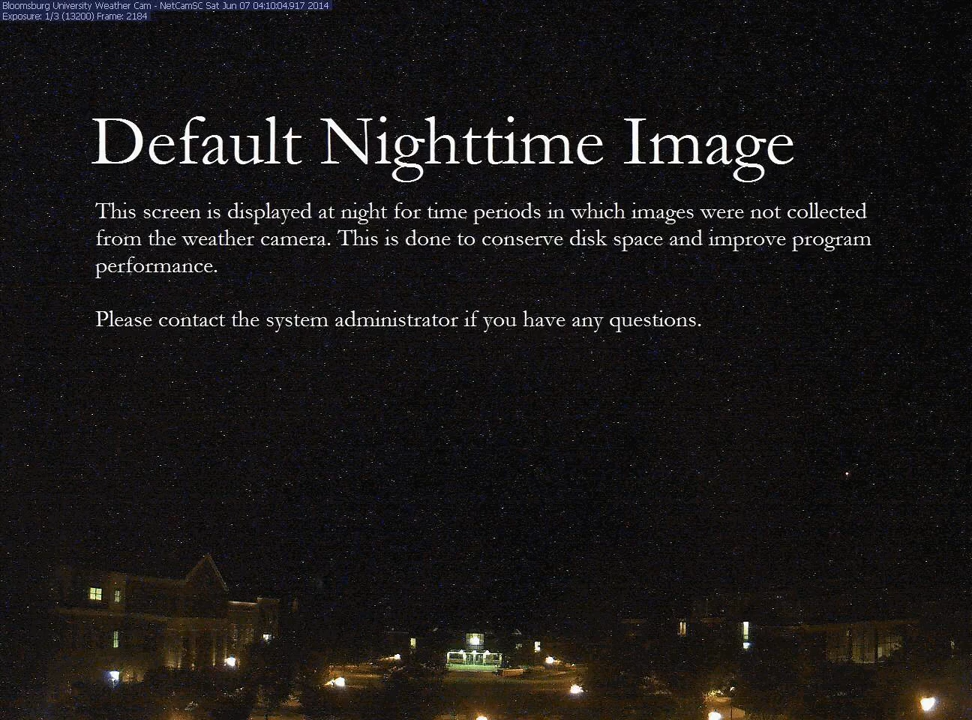 Bloomsburg University Weather Cam - NetCamSC Sat Jun 07 04:10:04.917 2014
Exposure: 1/3 (13200) Frame: 2184
Default Nighttime Image
This screen is displayed at night for time periods in which images were not collected
from the weather camera. This is done to conserve disk space and improve program
performance.
Please contact the system administrator if you have any questions.